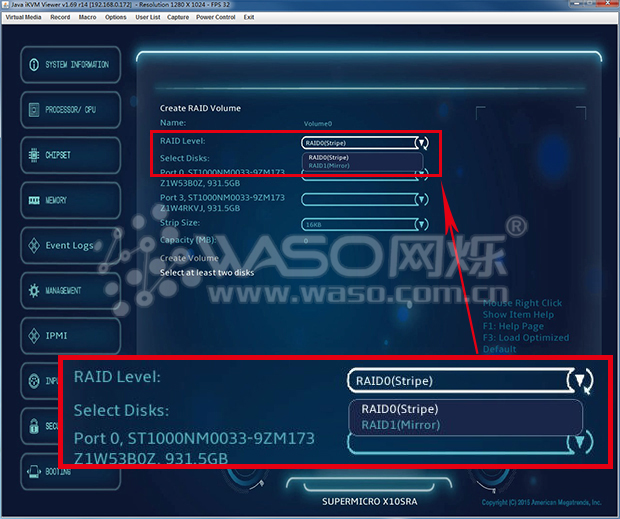 Java iKVM Viewer v1.69 r14 [192.168.0.172] - Resolution 1280 X 1024 - FPS 32
Virtual Media Record Macro Options User List Capture Power Control Exit
SYSTEM INFORMATION
PROCESSOR/ CPU
CHIPSET
MEMORY
Event Logs
MANAGEMENT
IPMI
BOOTING
Create RAID Volume
Name: Volume0
RAID Level: RAID0(Stripe)
Select Disks: RAID0(Stripe)
RAID1(Mirror)
Port 0, ST1000NM0033-9ZM173
Z1W53B0Z, 931.5GB
Port 3, ST1000NM0033-9ZM173
Z1W4RKVJ, 931.5GB
Strip Size: 16KB
Capacity (MB): 0
Create Volume
Select at least two disks
WASO网烁®
www.waso.com.cn
Mouse Right Click
Show Item Help
F1: Help Page
F3: Load Optimized
Default
RAID Level: RAID0(Stripe)
Select Disks: RAID0(Stripe)
RAID1(Mirror)
Port 0, ST1000NM0033-9ZM173
Z1W53B0Z, 931.5GB
SUPERMICRO X10SRA
Copyright (C) 2015 American Megatrends, Inc.